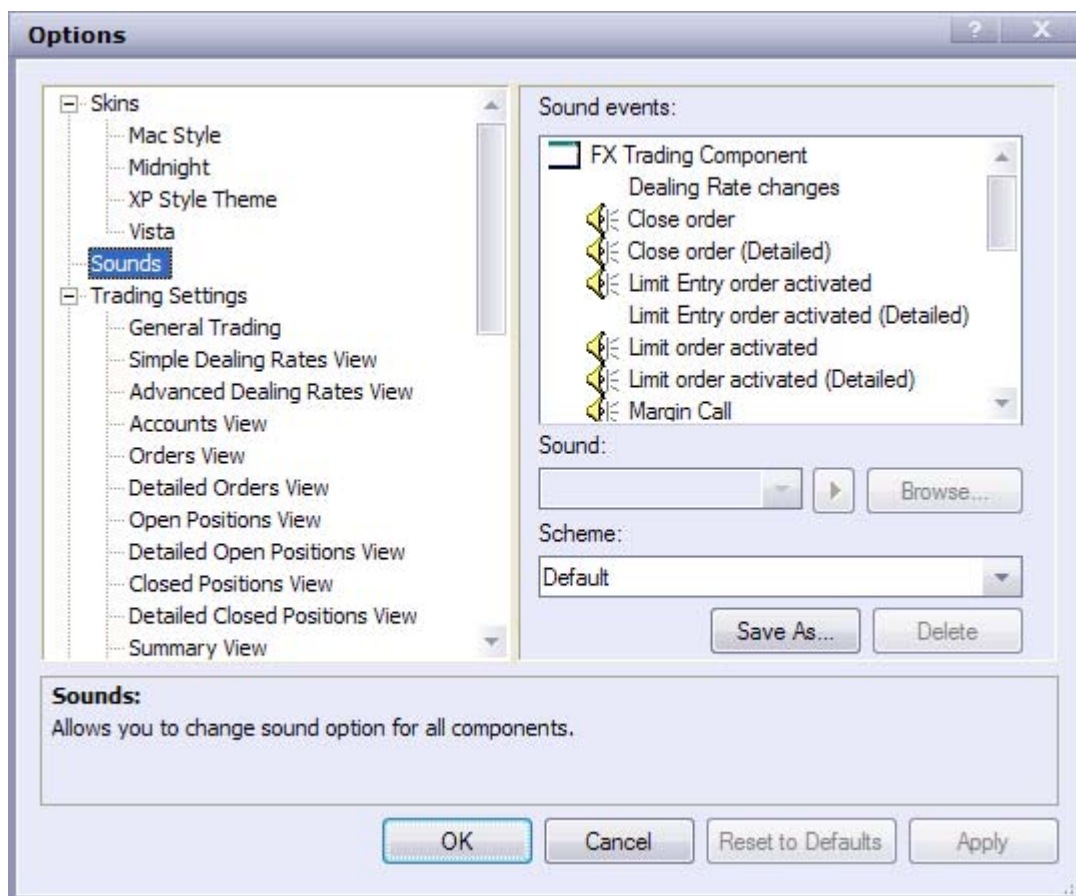 Options
Skins
Mac Style
Midnight
XP Style Theme
Vista
Sounds
Trading Settings
General Trading
Simple Dealing Rates View
Advanced Dealing Rates View
Accounts View
Orders View
Detailed Orders View
Open Positions View
Detailed Open Positions View
Closed Positions View
Detailed Closed Positions View
Summary View
Sound events:
FX Trading Component
Dealing Rate changes
Close order
Close order (Detailed)
Limit Entry order activated
Limit Entry order activated (Detailed)
Limit order activated
Limit order activated (Detailed)
Margin Call
Sound:
Browse...
Scheme:
Default
Save As...
Delete
Sounds:
Allows you to change sound option for all components.
OK
Cancel
Reset to Defaults
Apply